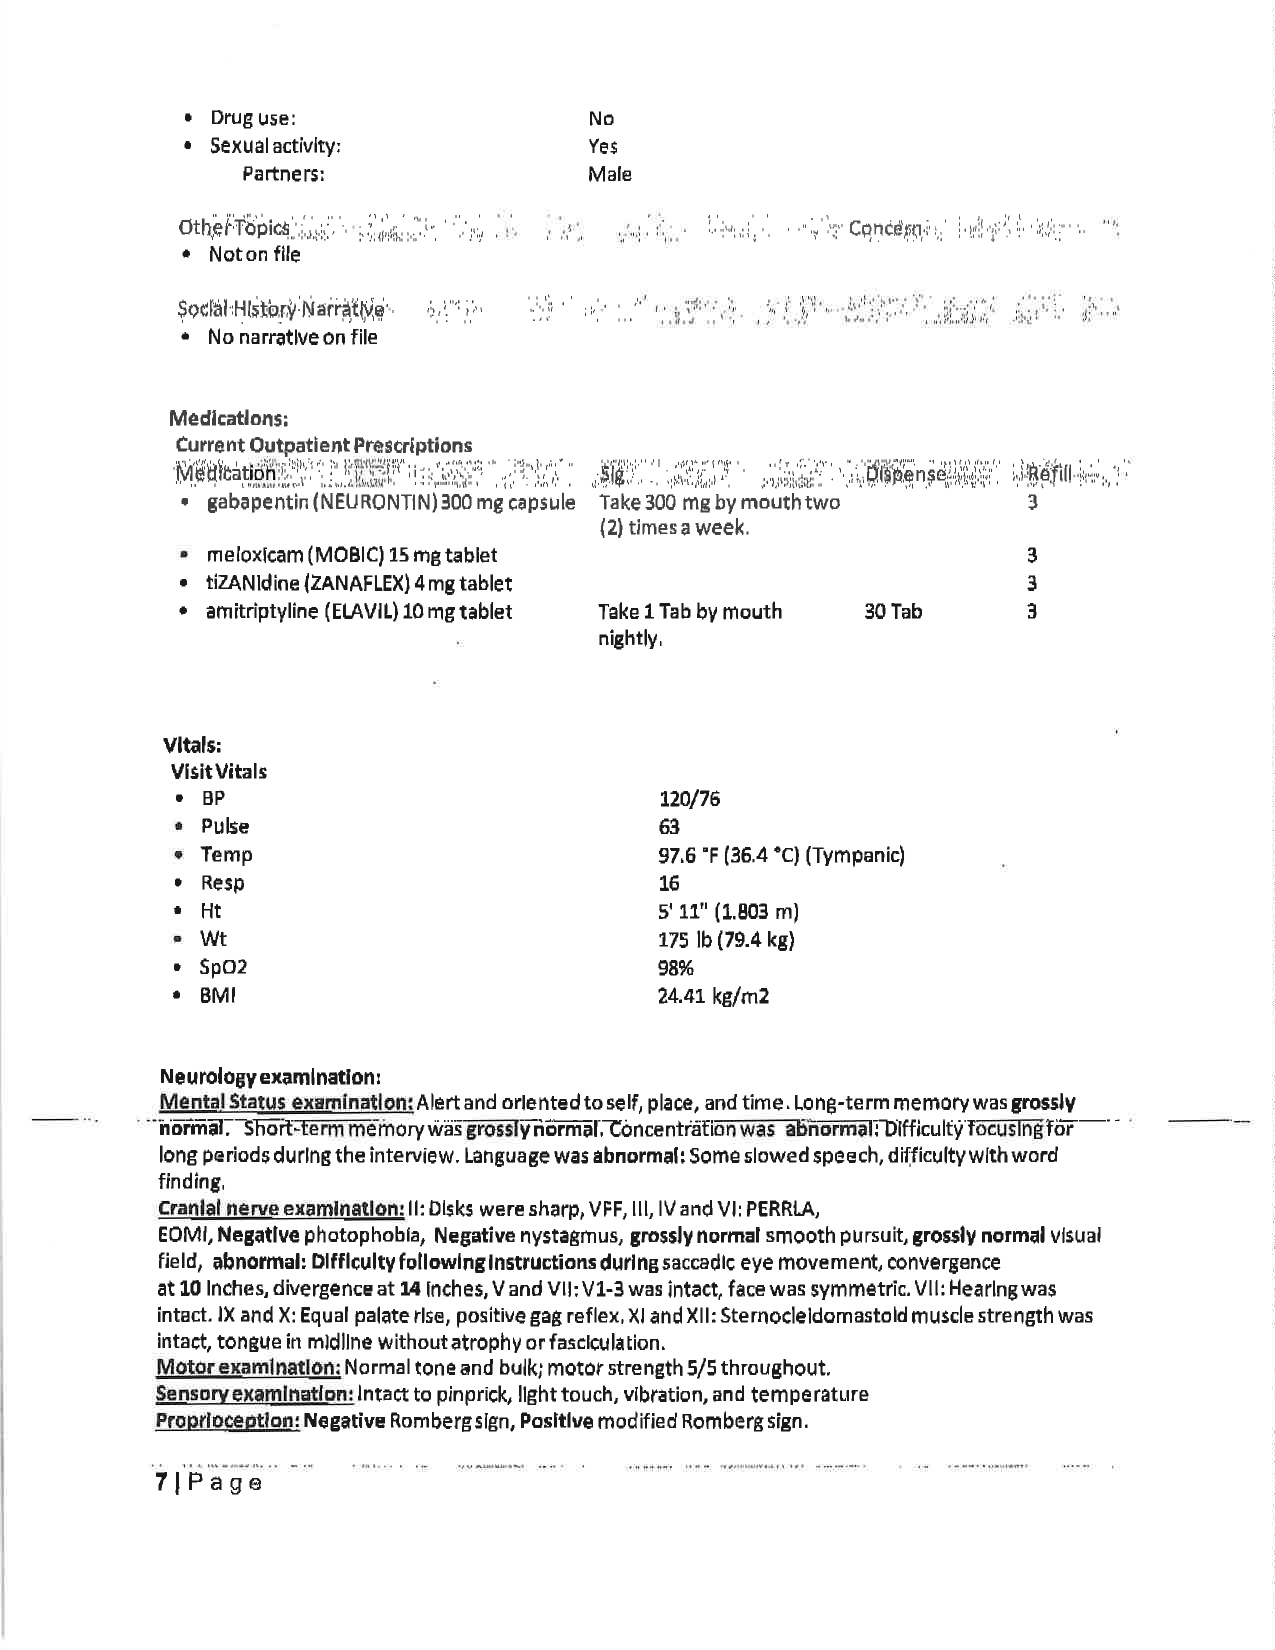 • Drug use: No
• Sexual activity: Yes
Partners: Male
Other Topics Concern
• Not on file
Social History Narrative
• No narrative on file
Medications:
Current Outpatient Prescriptions
Medication Sig Dispense Refill
• gabapentin (NEURONTIN) 300 mg capsule Take 300 mg by mouth two 3
(2) times a week.
• meloxicam (MOBIC) 15 mg tablet 3
• tiZANidine (ZANAFLEX) 4 mg tablet 3
• amitriptyline (ELAVIL) 10 mg tablet Take 1 Tab by mouth 30 Tab 3
nightly.
Vitals:
Visit Vitals
• BP 120/76
• Pulse 63
• Temp 97.6 °F (36.4 °C) (Tympanic)
• Resp 16
• Ht 5' 11" (1.803 m)
• Wt 175 lb (79.4 kg)
• SpO2 98%
• BMI 24.41 kg/m2
Neurology examination:
Mental Status examination: Alert and oriented to self, place, and time. Long-term memory was grossly
normal. Short-term memory was grossly normal. Concentration was abnormal: Difficulty focusing for
long periods during the interview. Language was abnormal: Some slowed speech, difficulty with word
finding.
Cranial nerve examination: II: Disks were sharp, VFF, III, IV and VI: PERRLA,
EOMI, Negative photophobia, Negative nystagmus, grossly normal smooth pursuit, grossly normal visual
field, abnormal: Difficulty following instructions during saccadic eye movement, convergence
at 10 inches, divergence at 14 inches, V and VII: V1-3 was intact, face was symmetric. VII: Hearing was
intact. IX and X: Equal palate rise, positive gag reflex. XI and XII: Sternocleidomastoid muscle strength was
intact, tongue in midline without atrophy or fasciculation.
Motor examination: Normal tone and bulk; motor strength 5/5 throughout.
Sensory examination: Intact to pinprick, light touch, vibration, and temperature
Proprioception: Negative Romberg sign, Positive modified Romberg sign.
7 | Page